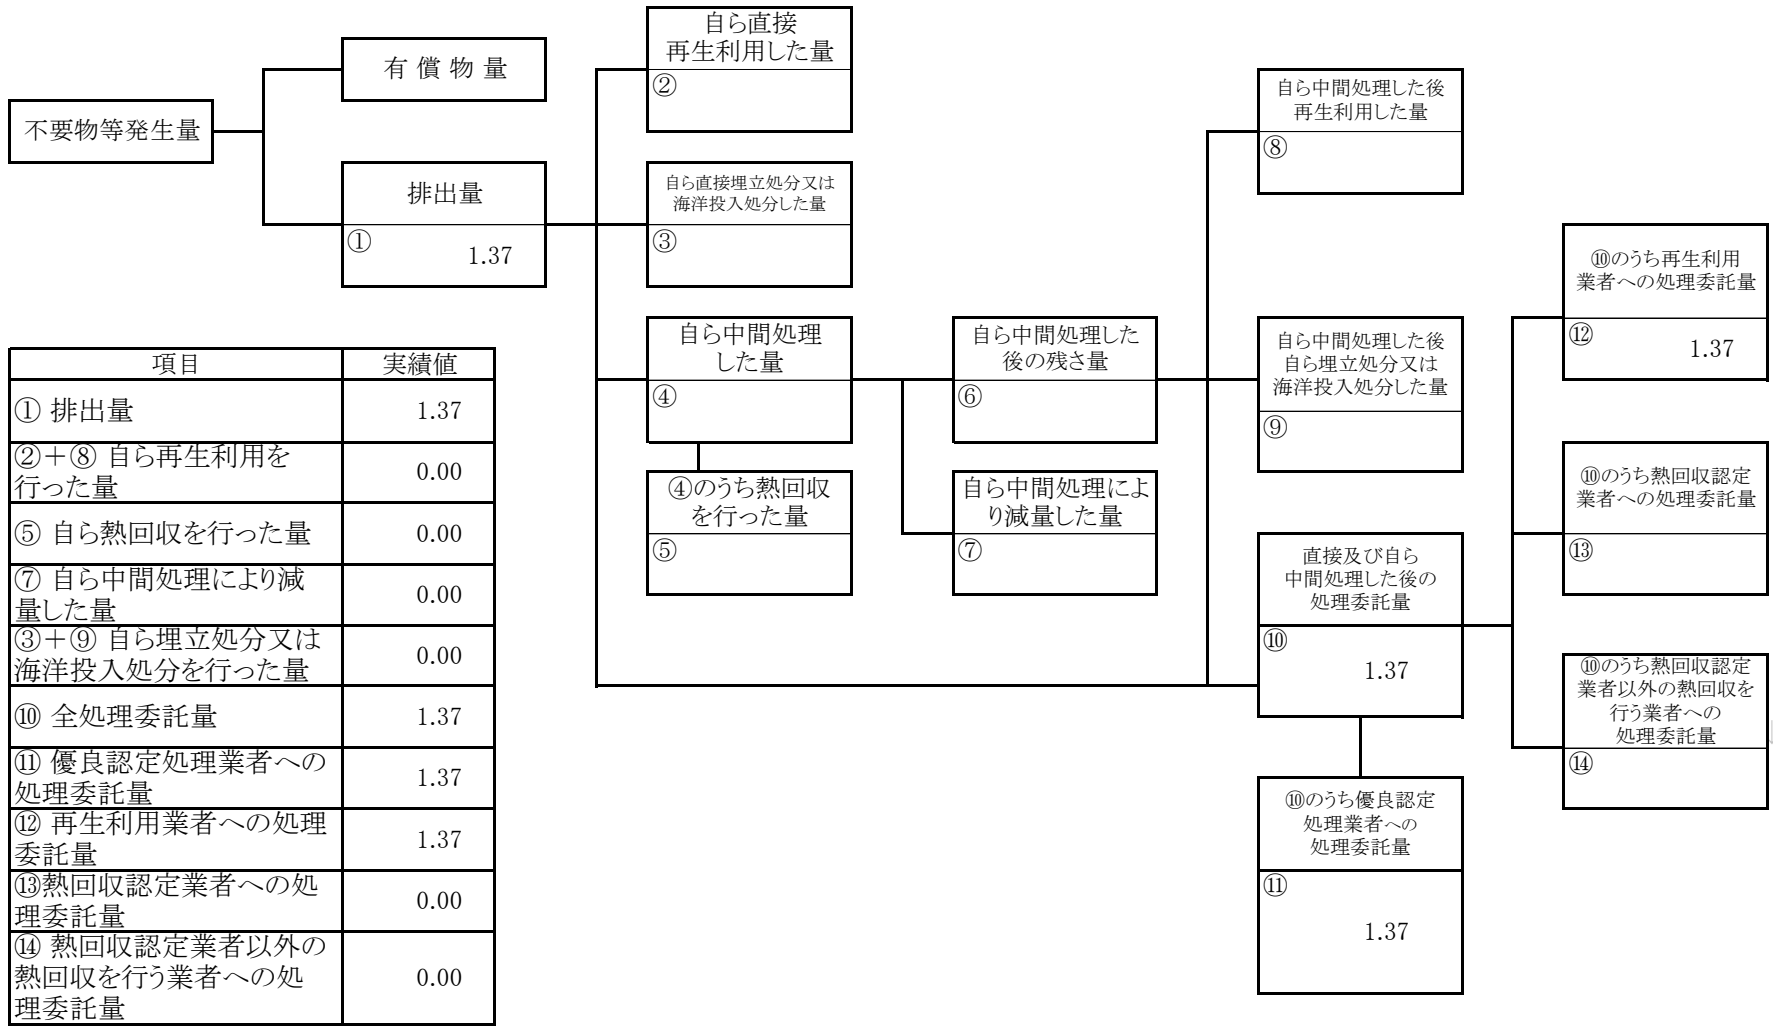 不要物等発生量
有 償 物 量
排出量
①
1.37
自ら直接
再生利用した量
②
自ら直接埋立処分又は
海洋投入処分した量
③
自ら中間処理
した量
④
④のうち熱回収
を行った量
⑤
自ら中間処理した
後の残さ量
⑥
自ら中間処理によ
り減量した量
⑦
自ら中間処理した後
再生利用した量
⑧
自ら中間処理した後
自ら埋立処分又は
海洋投入処分した量
⑨
直接及び自ら
中間処理した後の
処理委託量
⑩
1.37
⑩のうち優良認定
処理業者への
処理委託量
⑪
1.37
⑩のうち再生利用
業者への処理委託量
⑫
1.37
⑩のうち熱回収認定
業者への処理委託量
⑬
⑩のうち熱回収認定
業者以外の熱回収を
行う業者への
処理委託量
⑭
項目 実績値
① 排出量 1.37
②+⑧ 自ら再生利用を
行った量 0.00
⑤ 自ら熱回収を行った量 0.00
⑦ 自ら中間処理により減
量した量 0.00
③+⑨ 自ら埋立処分又は
海洋投入処分を行った量 0.00
⑩ 全処理委託量 1.37
⑪ 優良認定処理業者への
処理委託量 1.37
⑫ 再生利用業者への処理
委託量 1.37
⑬熱回収認定業者への処
理委託量 0.00
⑭ 熱回収認定業者以外の
熱回収を行う業者への処
理委託量 0.00